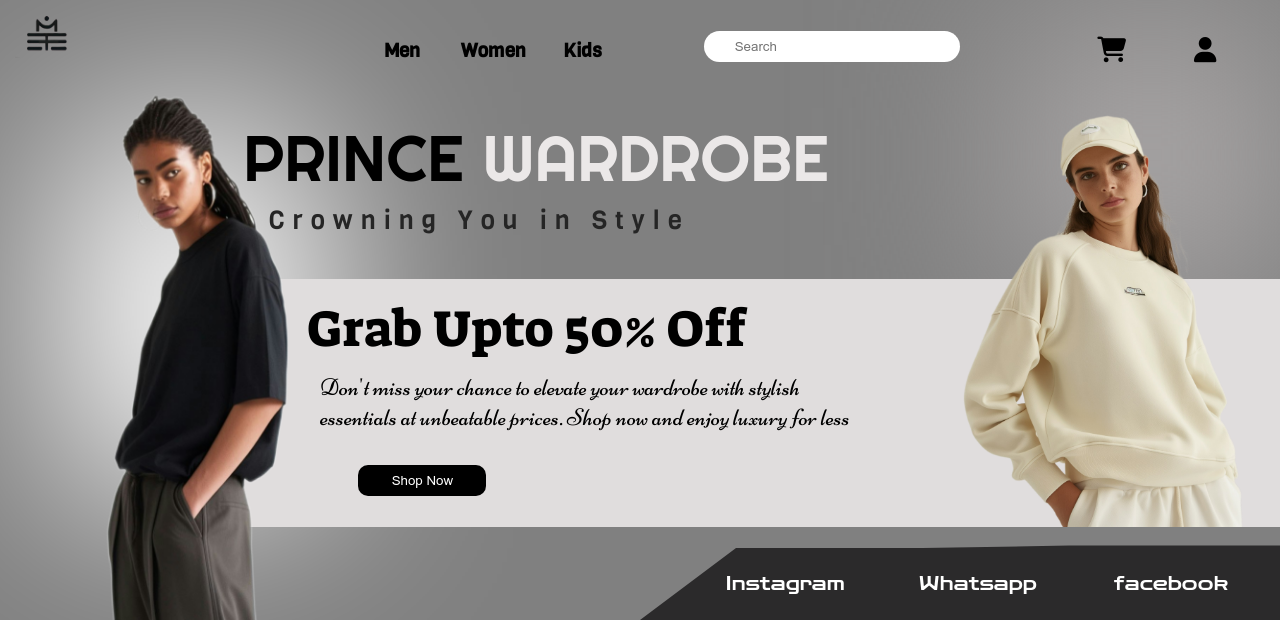 Men Women Kids Search
PRINCE WARDROBE
Crowning You in Style
Grab Upto 50% Off
Don't miss your chance to elevate your wardrobe with stylish
essentials at unbeatable prices. Shop now and enjoy luxury for less
Shop Now
Instagram Whatsapp facebook